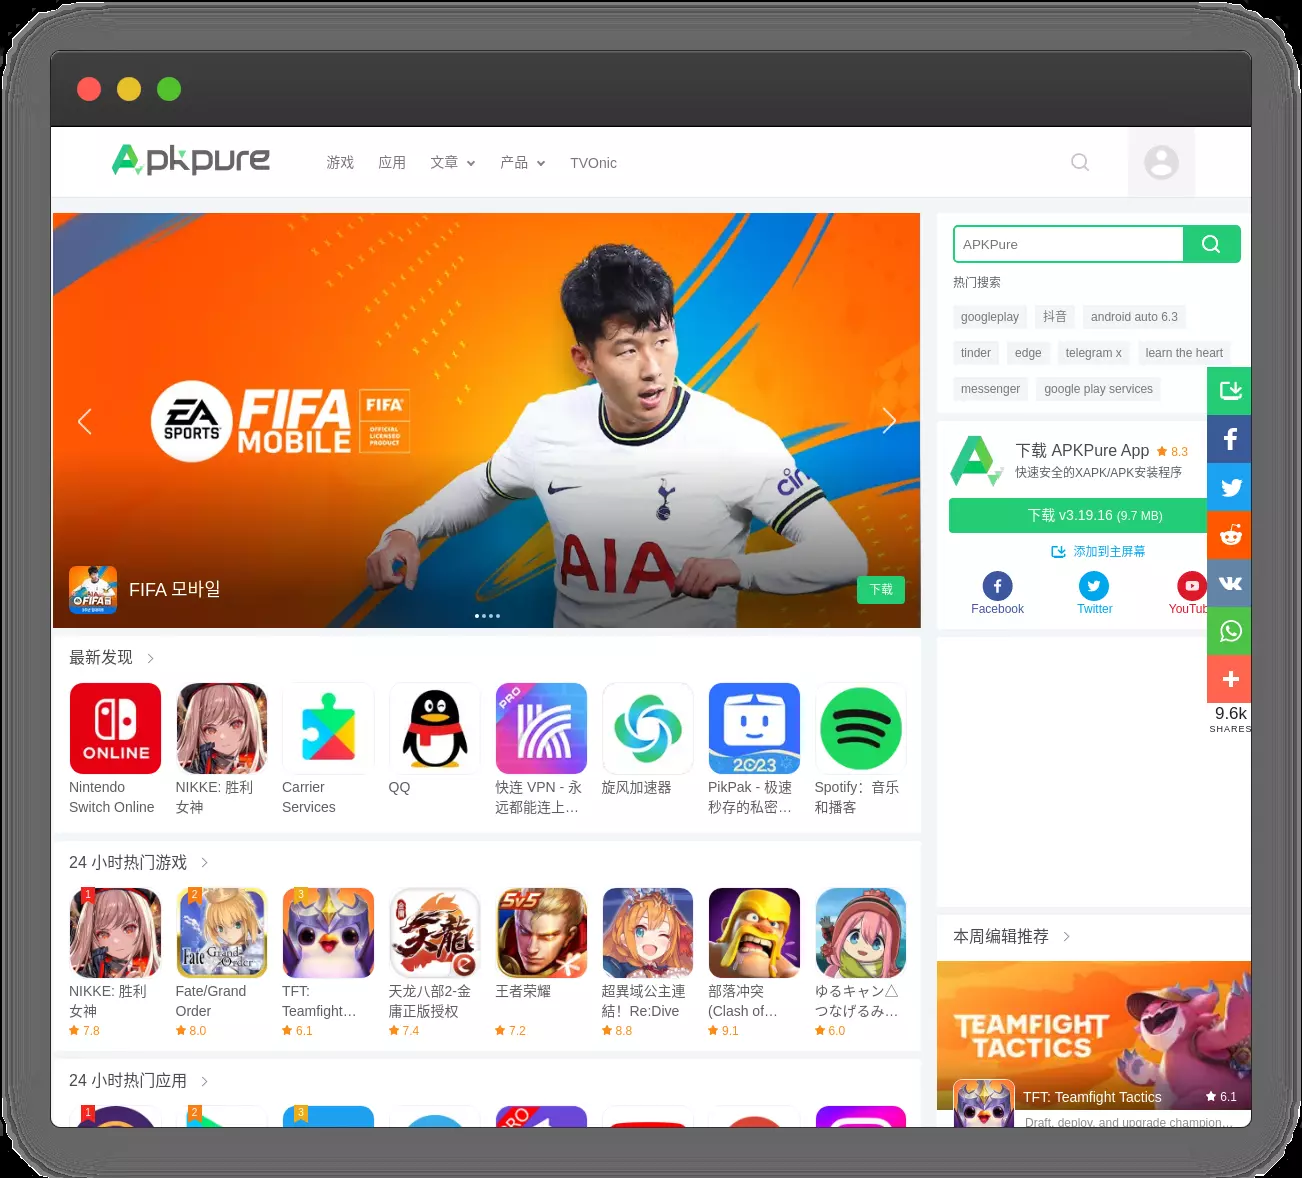 Apkpure
游戏
应用
文章
产品
TVOnic
APKPure
热门搜索
googleplay
抖音
android auto 6.3
tinder
edge
telegram x
learn the heart
messenger
google play services
EA
SPORTS
FIFA
MOBILE
FIFA
OFFICIAL
LICENSED
PRODUCT
cin
AIA
FIFA 모바일
下载
下载 APKPure App
8.3
快速安全的XAPK/APK安装程序
下载 v3.19.16 (9.7 MB)
添加到主屏幕
Facebook
Twitter
YouTub
9.6k
SHARES
最新发现
ONLINE
PRO
2023
Nintendo
Switch Online
NIKKE: 胜利
女神
Carrier
Services
QQ
快连 VPN - 永
远都能连上…
旋风加速器
PikPak - 极速
秒存的私密…
Spotify：音乐
和播客
24 小时热门游戏
1
2
3
Fate
Grand
Order
天龍
5v5
NIKKE: 胜利
女神
7.8
Fate/Grand
Order
8.0
TFT:
Teamfight…
6.1
天龙八部2-金
庸正版授权
7.4
王者荣耀
7.2
超異域公主連
結！Re:Dive
8.8
部落冲突
(Clash of…
9.1
ゆるキャン△
つなげるみ…
6.0
24 小时热门应用
1
2
3
本周编辑推荐
TEAMFIGHT
TACTICS
TFT: Teamfight Tactics
6.1
Draft, deploy, and upgrade champion…